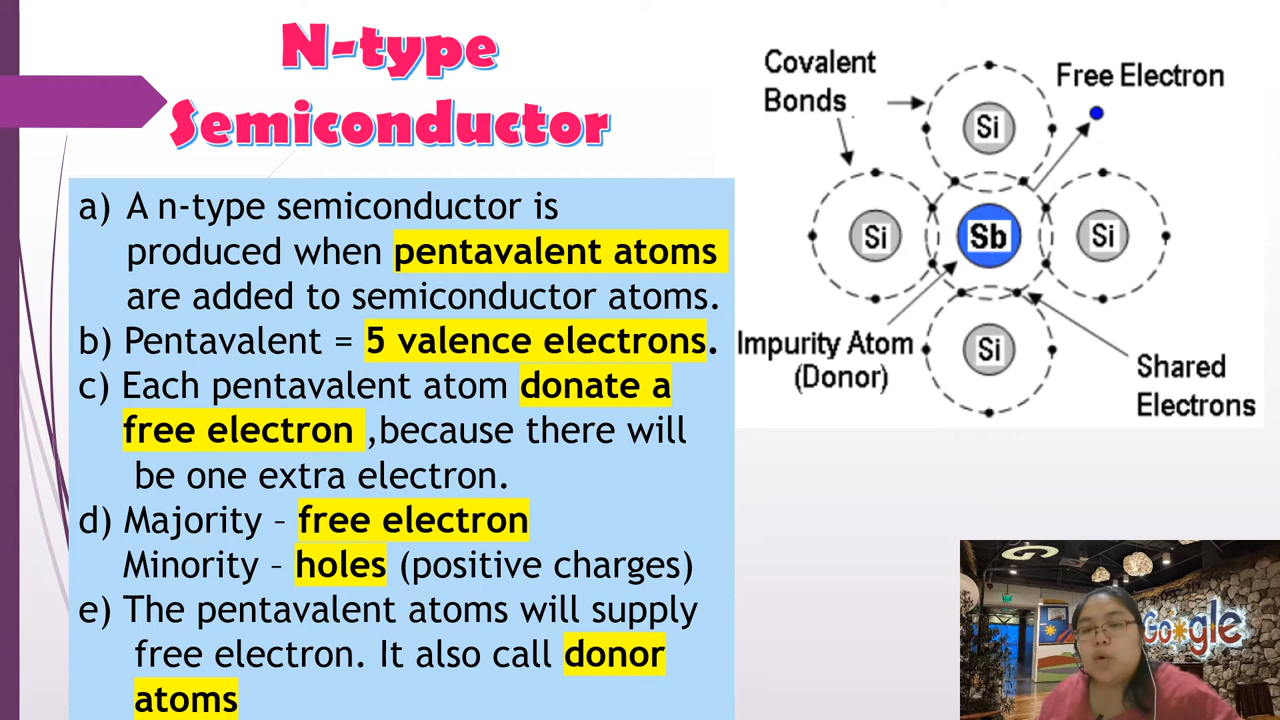 N-type
Semiconductor
a) A n-type semiconductor is
produced when pentavalent atoms
are added to semiconductor atoms.
b) Pentavalent = 5 valence electrons.
c) Each pentavalent atom donate a
free electron ,because there will
be one extra electron.
d) Majority – free electron
Minority – holes (positive charges)
e) The pentavalent atoms will supply
free electron. It also call donor
atoms
Covalent
Bonds
Free Electron
Si
Si
Sb
Si
Si
Impurity Atom
(Donor)
Shared
Electrons
G
Google